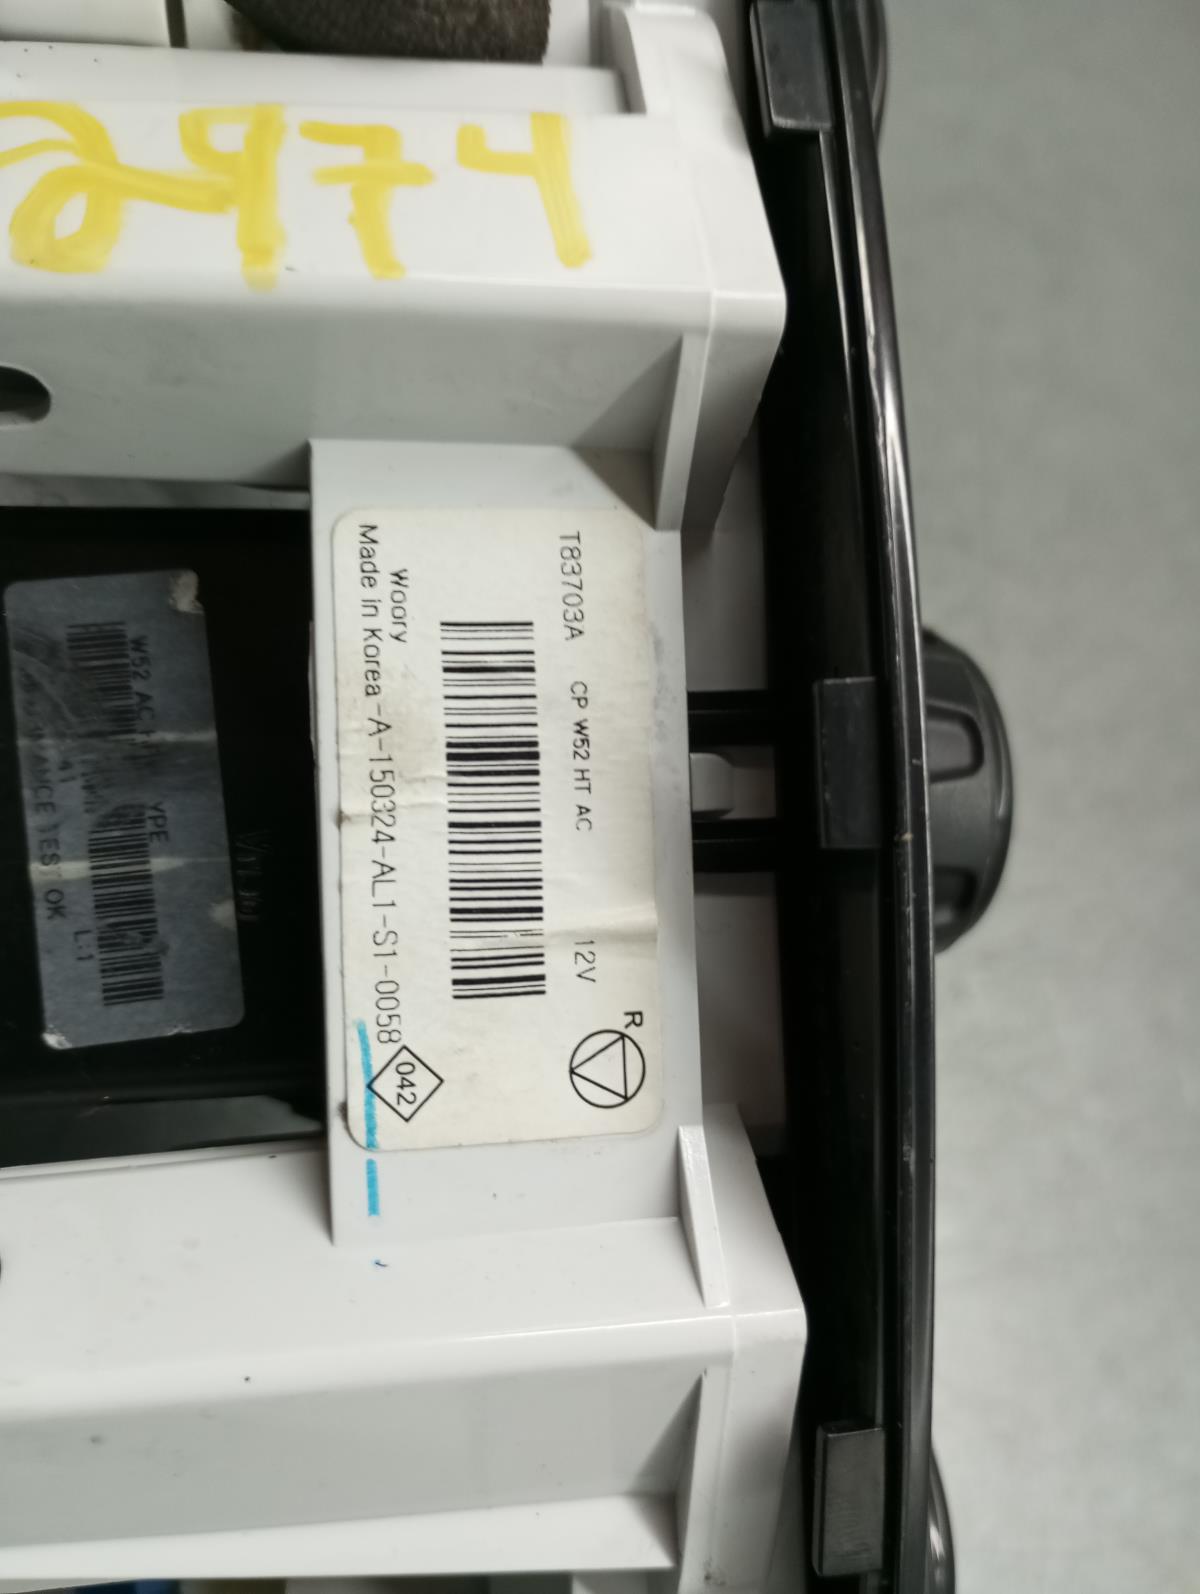 2974
T83703A CP W52 HT AC 12V
R
Woory
Made in Korea -A-150324-AL1-S1-0058
042
W52 AC
YPE
TEST OK L:1